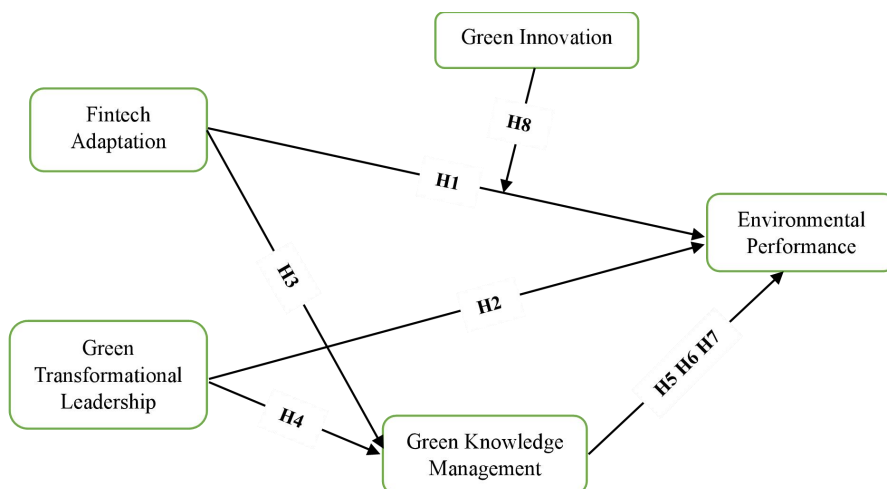 Green Innovation
Fintech
Adaptation
H8
H1
Environmental
Performance
H3
H2
Green
Transformational
Leadership
H4
H5 H6 H7
Green Knowledge
Management